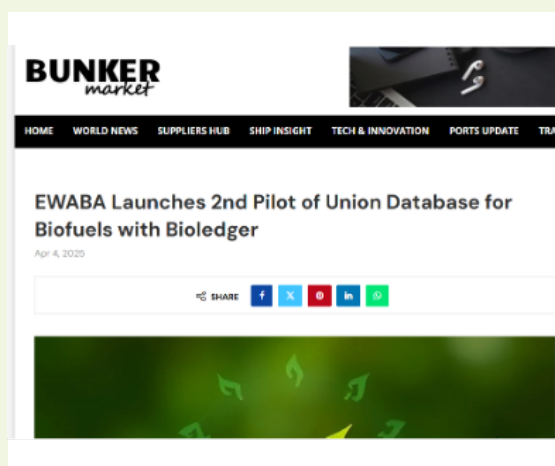 BUNKER
market
HOME WORLD NEWS SUPPLIERS HUB SHIP INSIGHT TECH & INNOVATION PORTS UPDATE TRA
EWABA Launches 2nd Pilot of Union Database for
Biofuels with Bioledger
Apr 4, 2025
SHARE